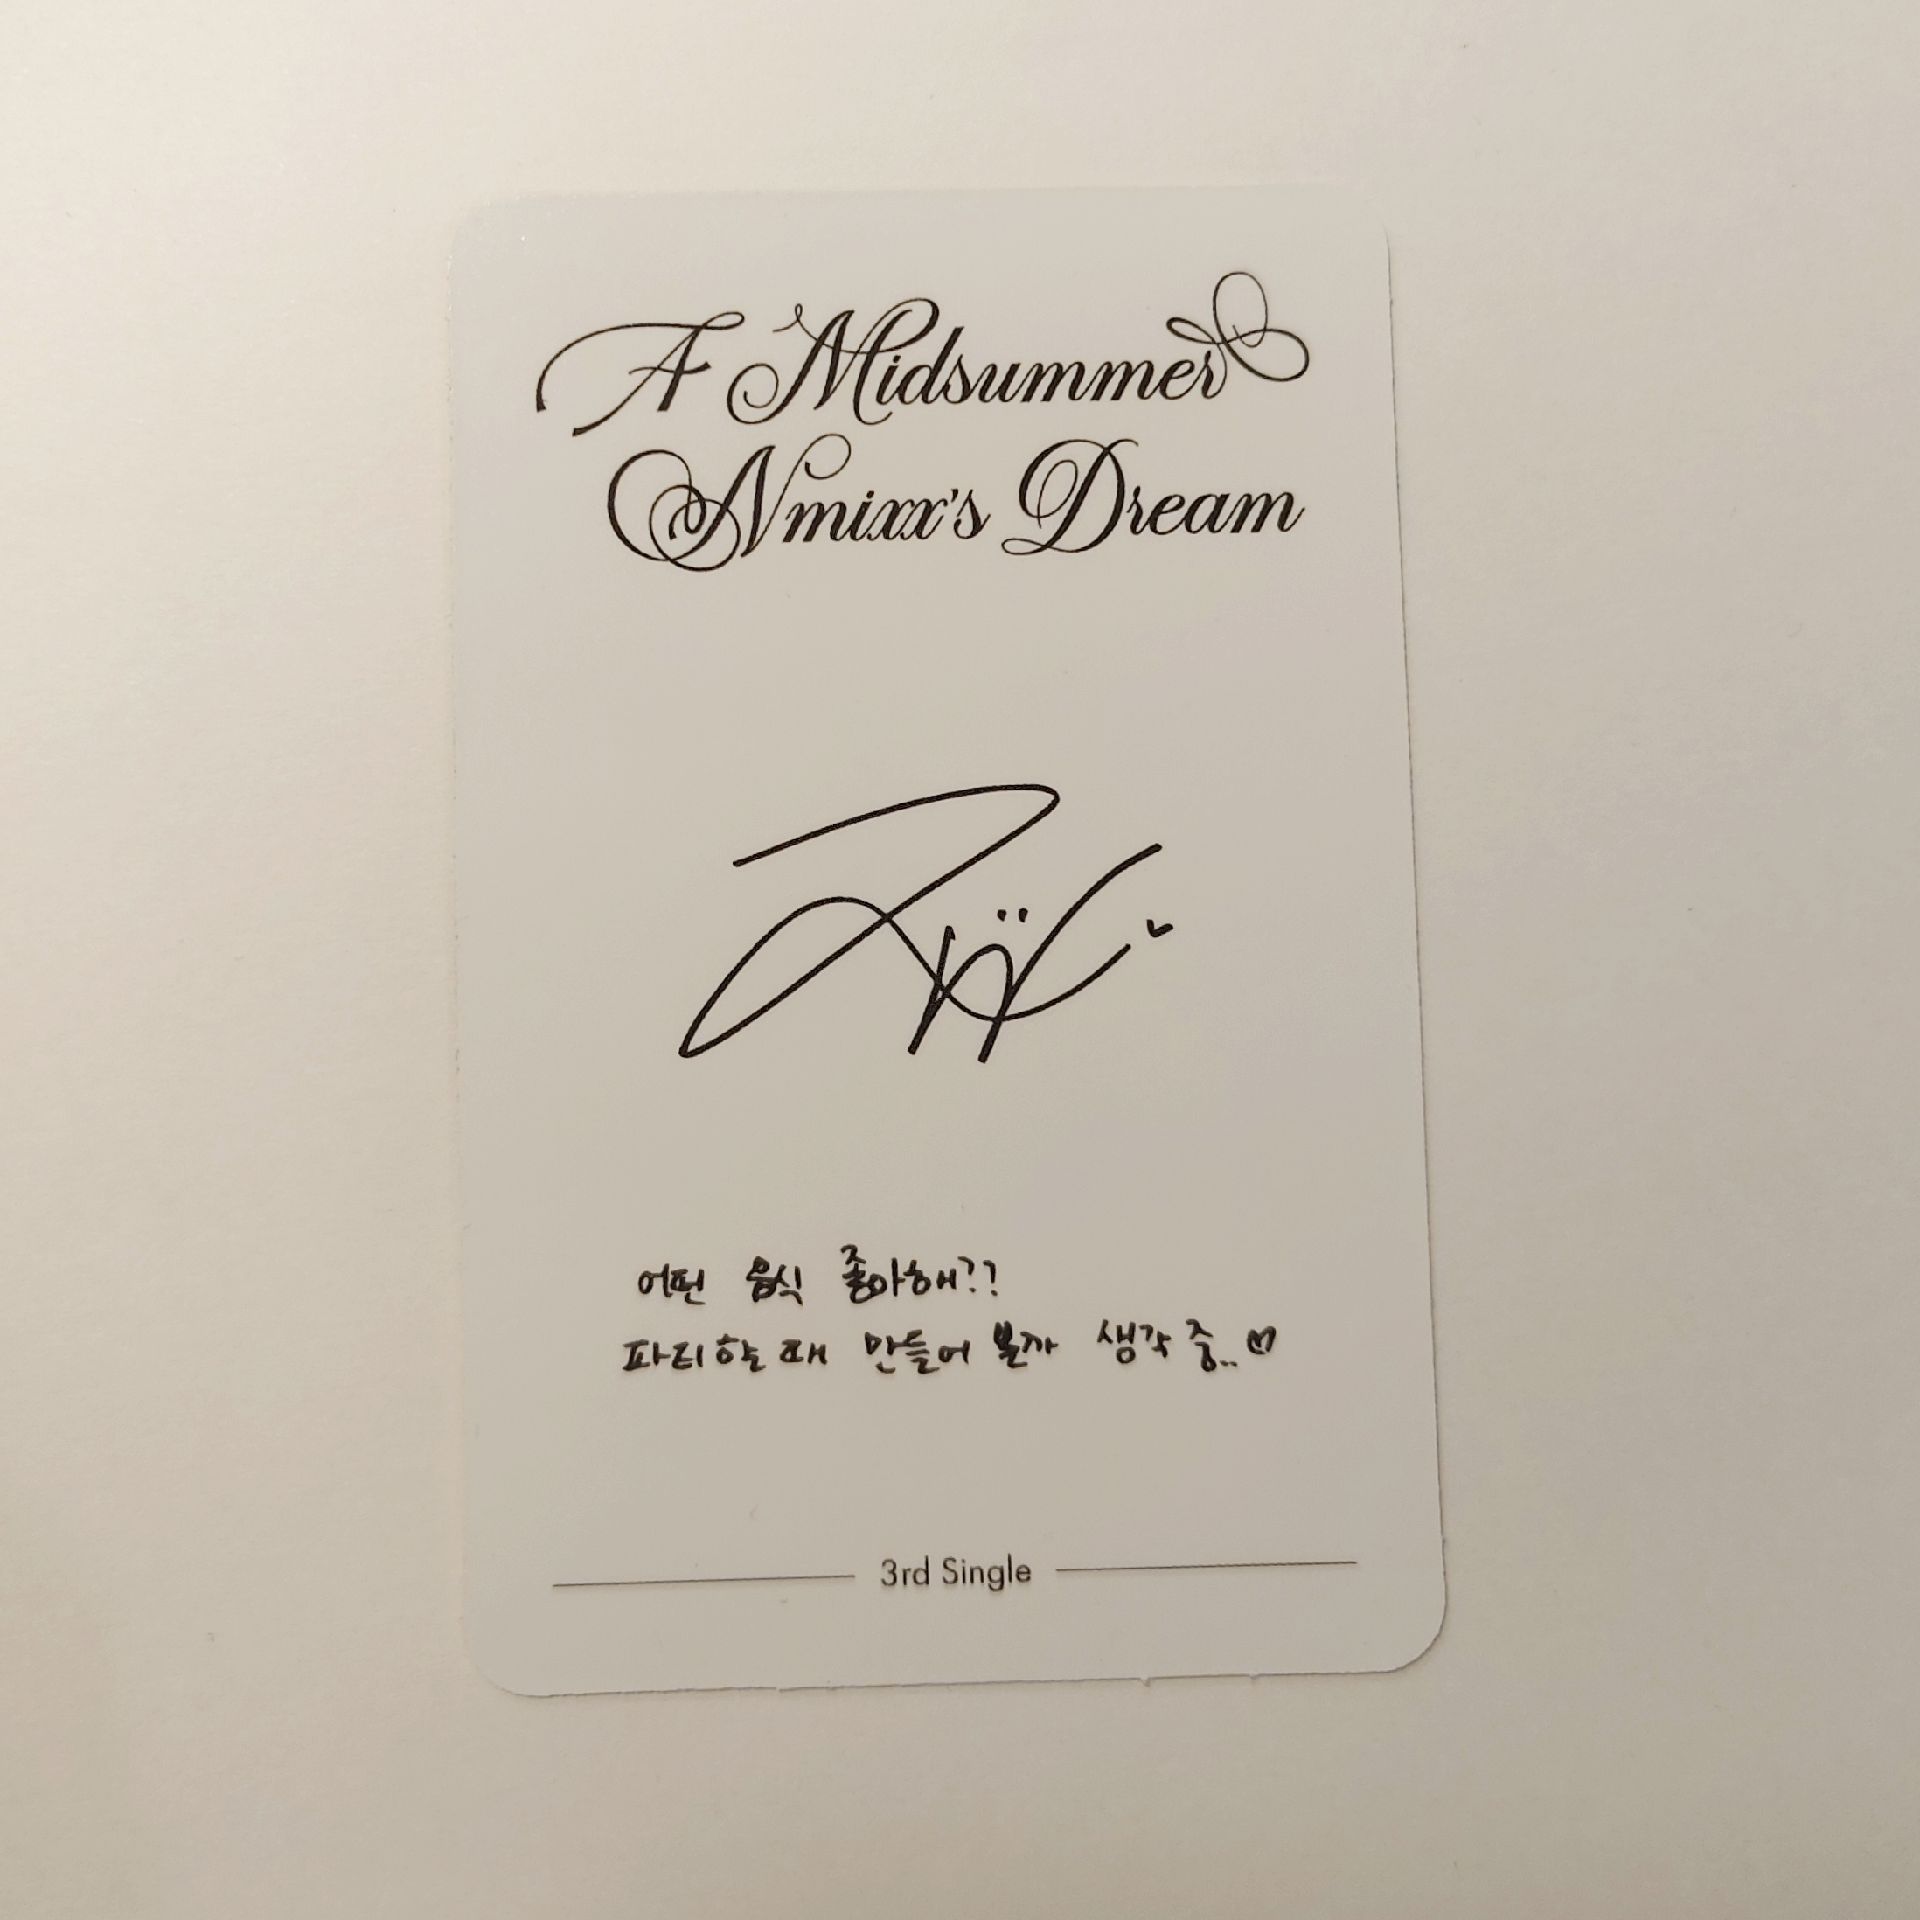 A Midsummer
Nmixx's Dream
어떤 음식 좋아해??
파티할 때 만들어 볼까 생각 중.. ♡
3rd Single